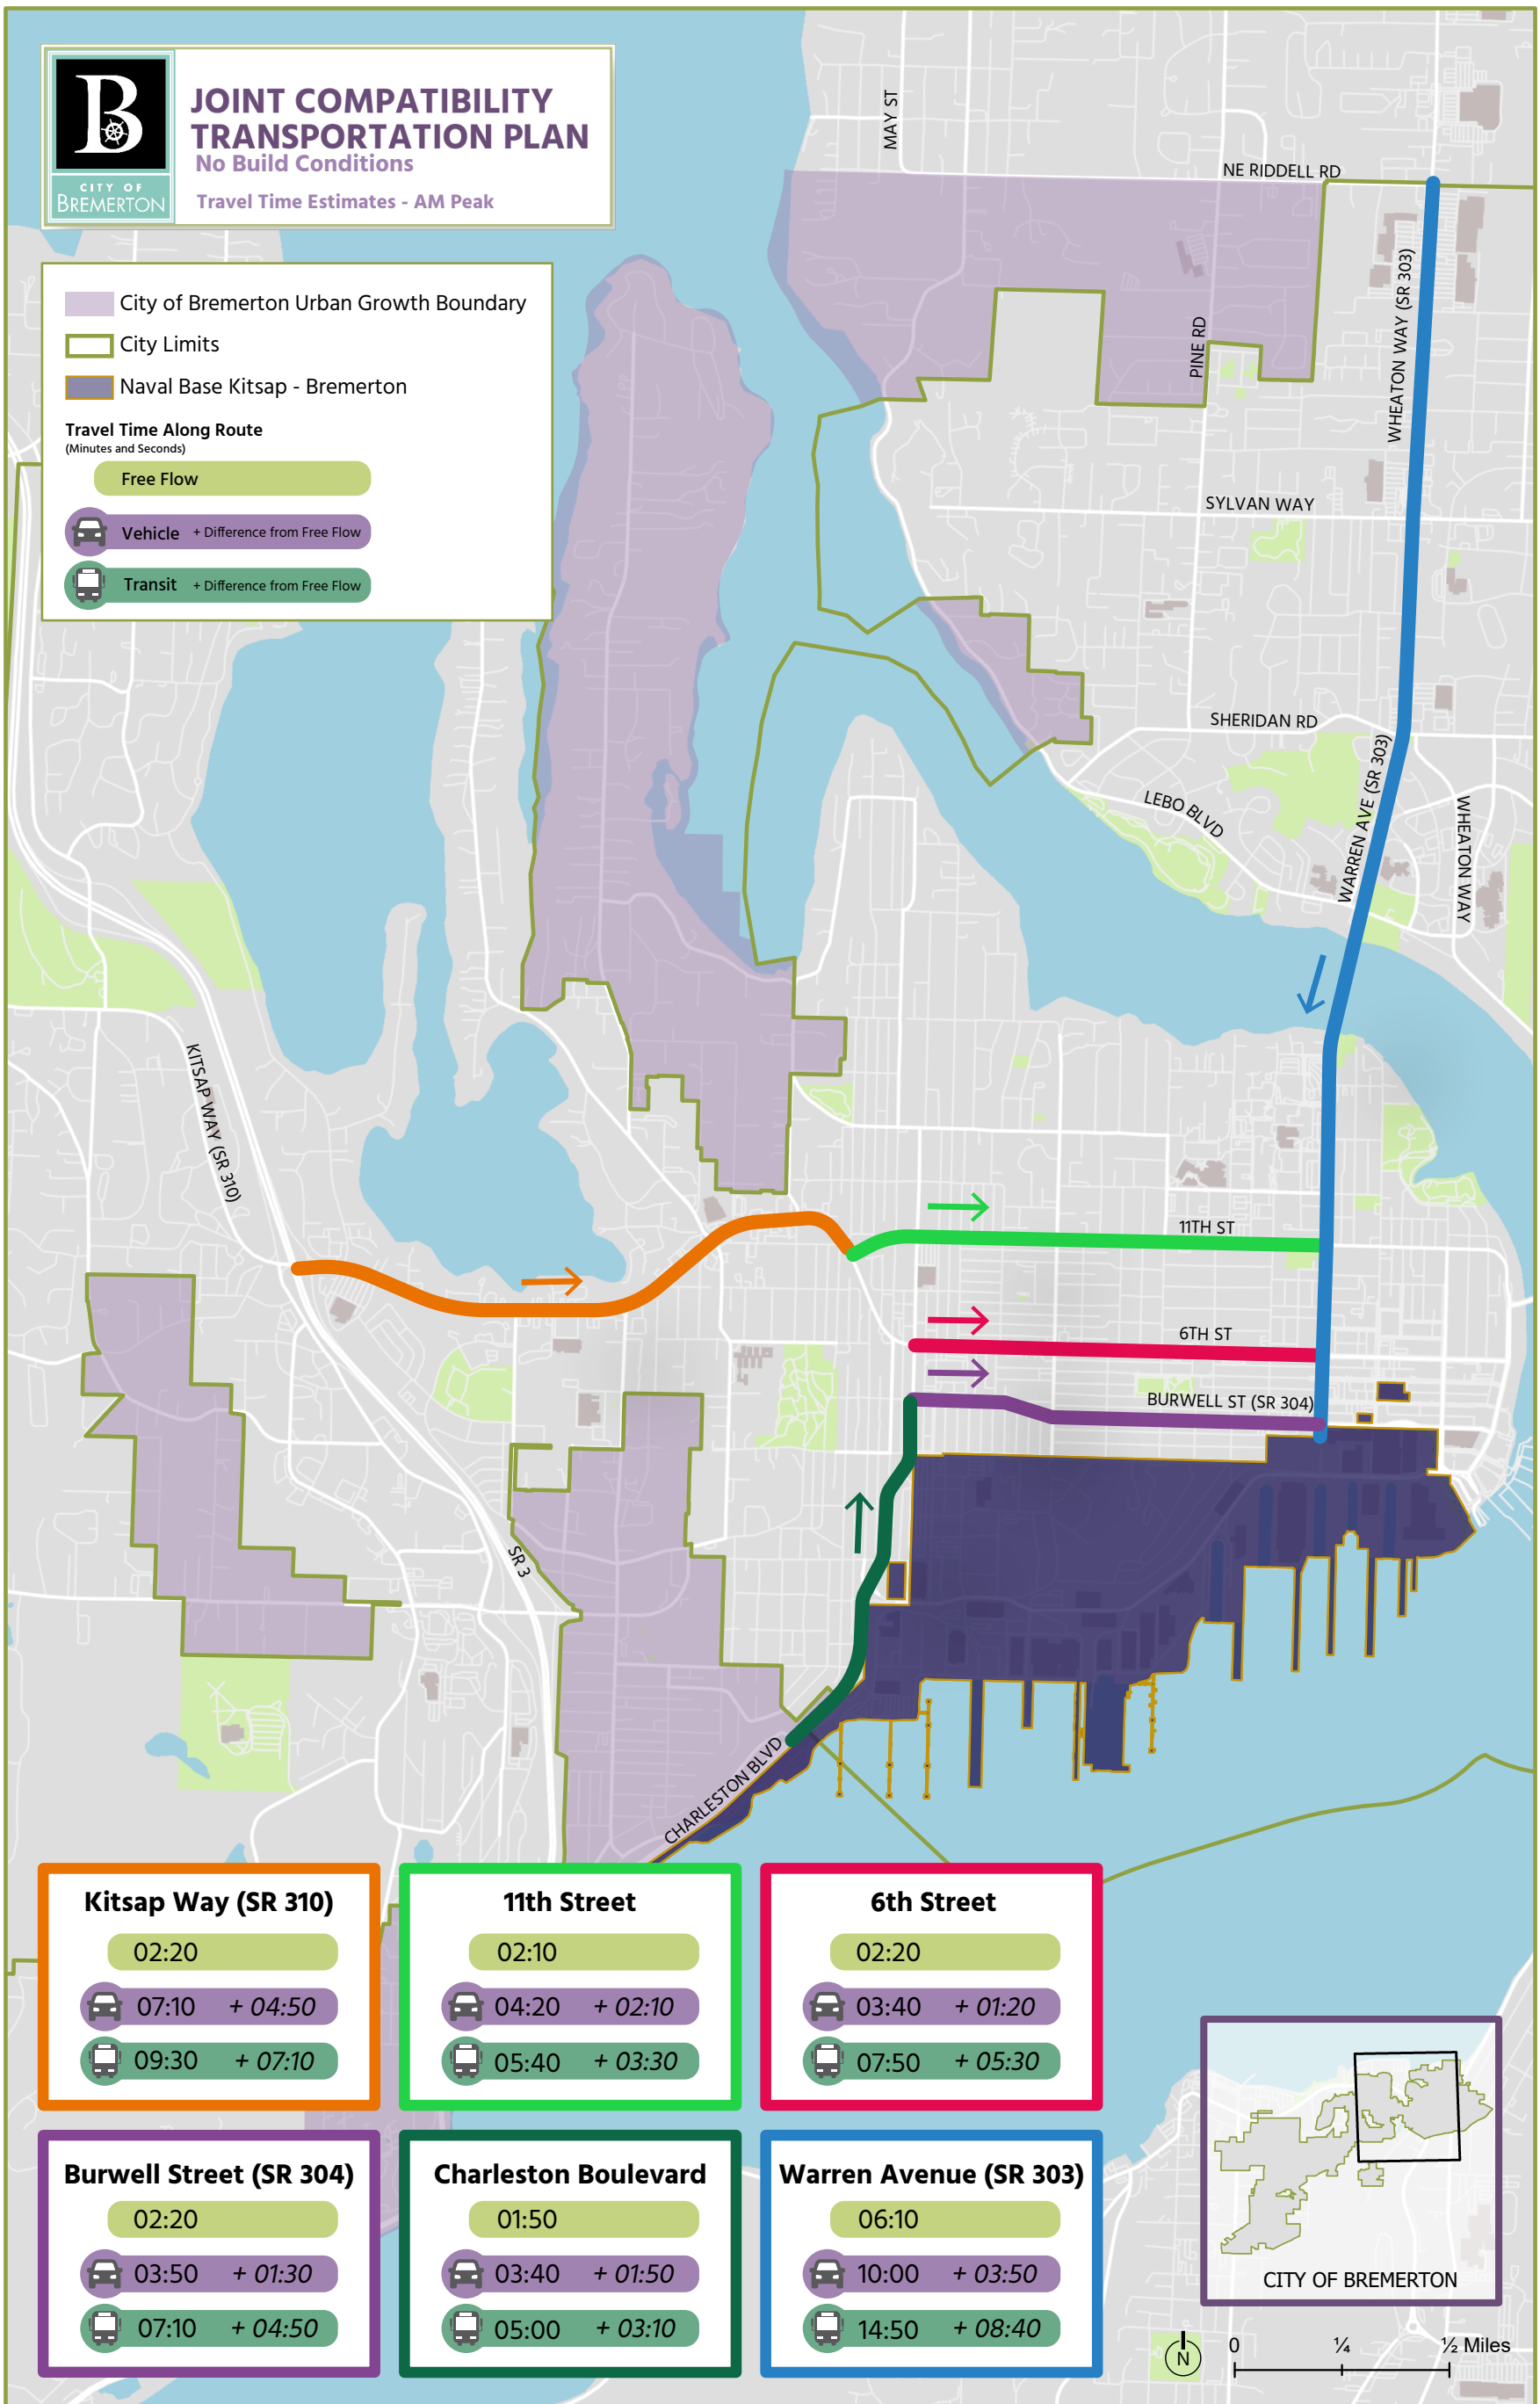 B
CITY OF
BREMERTON
JOINT COMPATIBILITY
TRANSPORTATION PLAN
No Build Conditions
Travel Time Estimates - AM Peak
City of Bremerton Urban Growth Boundary
City Limits
Naval Base Kitsap - Bremerton
Travel Time Along Route
(Minutes and Seconds)
Free Flow
Vehicle + Difference from Free Flow
Transit + Difference from Free Flow
MAY ST
NE RIDDELL RD
PINE RD
WHEATON WAY (SR 303)
SYLVAN WAY
SHERIDAN RD
LEBO BLVD
WARREN AVE (SR 303)
WHEATON WAY
KITSAP WAY (SR 310)
11TH ST
6TH ST
BURWELL ST (SR 304)
SR 3
CHARLESTON BLVD
Kitsap Way (SR 310)
02:20
07:10 + 04:50
09:30 + 07:10
11th Street
02:10
04:20 + 02:10
05:40 + 03:30
6th Street
02:20
03:40 + 01:20
07:50 + 05:30
Burwell Street (SR 304)
02:20
03:50 + 01:30
07:10 + 04:50
Charleston Boulevard
01:50
03:40 + 01:50
05:00 + 03:10
Warren Avenue (SR 303)
06:10
10:00 + 03:50
14:50 + 08:40
CITY OF BREMERTON
N
0 ¼ ½ Miles